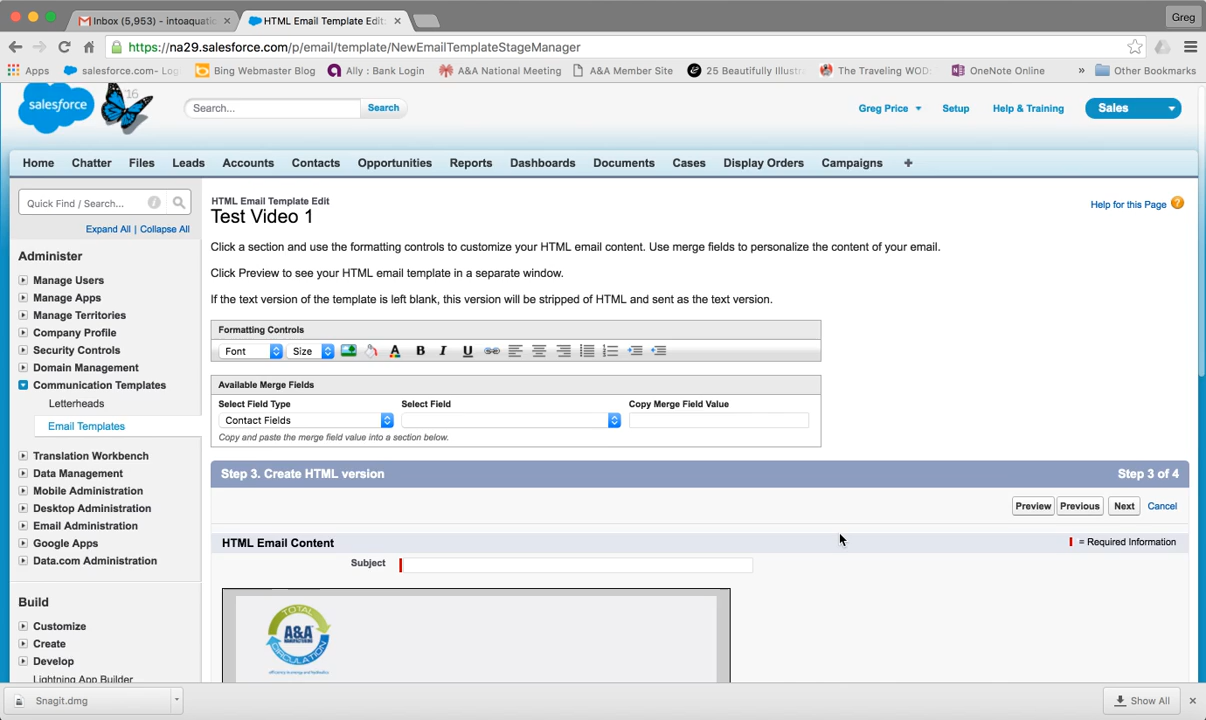 Inbox (5,953) - intoaquatic
HTML Email Template Edit:
Greg
https://na29.salesforce.com/p/email/template/NewEmailTemplateStageManager
Apps
salesforce.com- Log
Bing Webmaster Blog
Ally : Bank Login
A&A National Meeting
A&A Member Site
25 Beautifully Illustra
The Traveling WOD:
OneNote Online
»
Other Bookmarks
salesforce
'16
Search...
Search
Greg Price
Setup
Help & Training
Sales
Home
Chatter
Files
Leads
Accounts
Contacts
Opportunities
Reports
Dashboards
Documents
Cases
Display Orders
Campaigns
+
Quick Find / Search...
Expand All | Collapse All
Administer
Manage Users
Manage Apps
Manage Territories
Company Profile
Security Controls
Domain Management
Communication Templates
Letterheads
Email Templates
Translation Workbench
Data Management
Mobile Administration
Desktop Administration
Email Administration
Google Apps
Data.com Administration
Build
Customize
Create
Develop
Lightning App Builder
HTML Email Template Edit
Test Video 1
Help for this Page ?
Click a section and use the formatting controls to customize your HTML email content. Use merge fields to personalize the content of your email.
Click Preview to see your HTML email template in a separate window.
If the text version of the template is left blank, this version will be stripped of HTML and sent as the text version.
Formatting Controls
Font
Size
A
B
I
U
Available Merge Fields
Select Field Type
Select Field
Copy Merge Field Value
Contact Fields
Copy and paste the merge field value into a section below.
Step 3. Create HTML version
Step 3 of 4
Preview
Previous
Next
Cancel
HTML Email Content
= Required Information
Subject
TOTAL
A&A
MANUFACTURING
CIRCULATION
Snagit.dmg
Show All